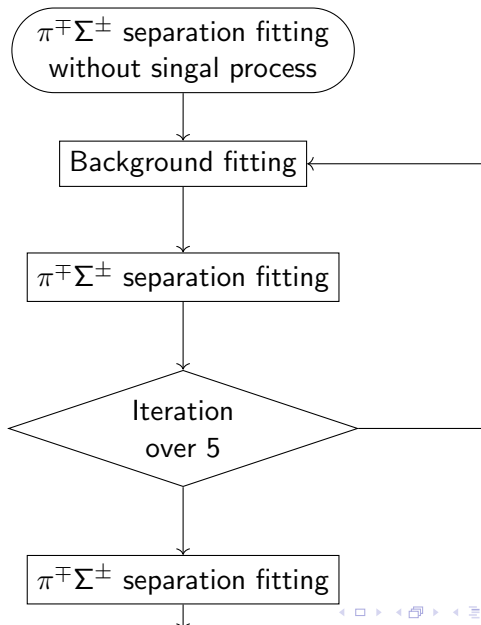 π∓Σ± separation fitting
without singal process
Background fitting
π∓Σ± separation fitting
Iteration
over 5
π∓Σ± separation fitting